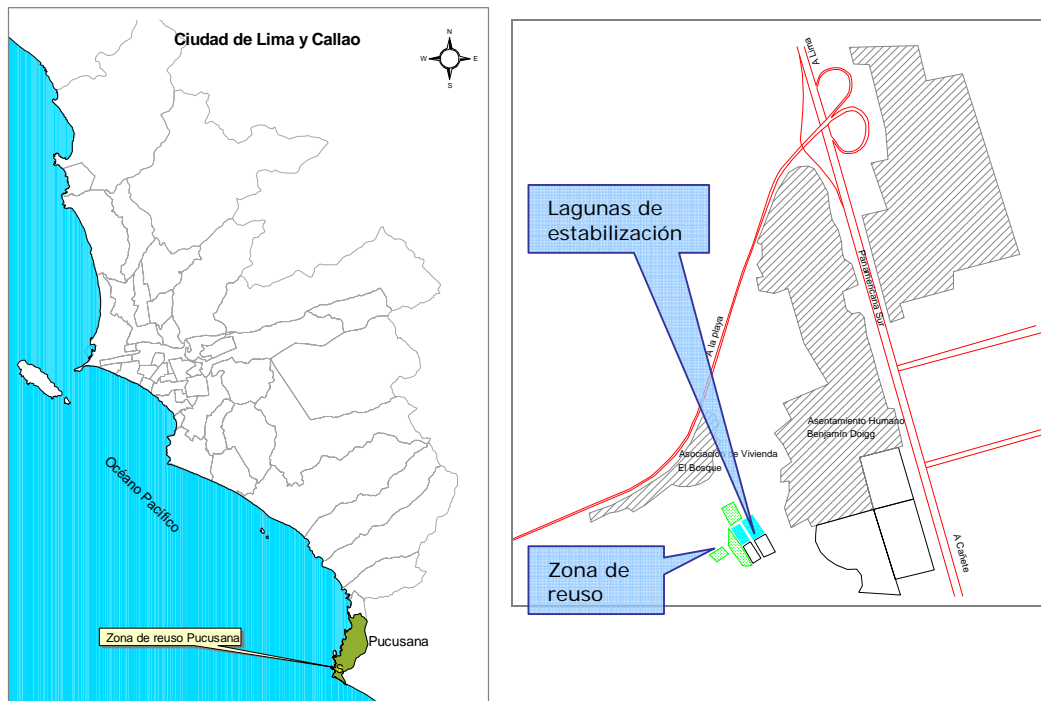 Ciudad de Lima y Callao
N
W
E
S
Océano Pacífico
Zona de reuso Pucusana
Pucusana
S
A Lima
Lagunas de
estabilización
Panamericana Sur
A la playa
Asentamiento Humano
Benjamín Doigg
Asociación de Vivienda
El Bosque
Zona de
reuso
A Cañete